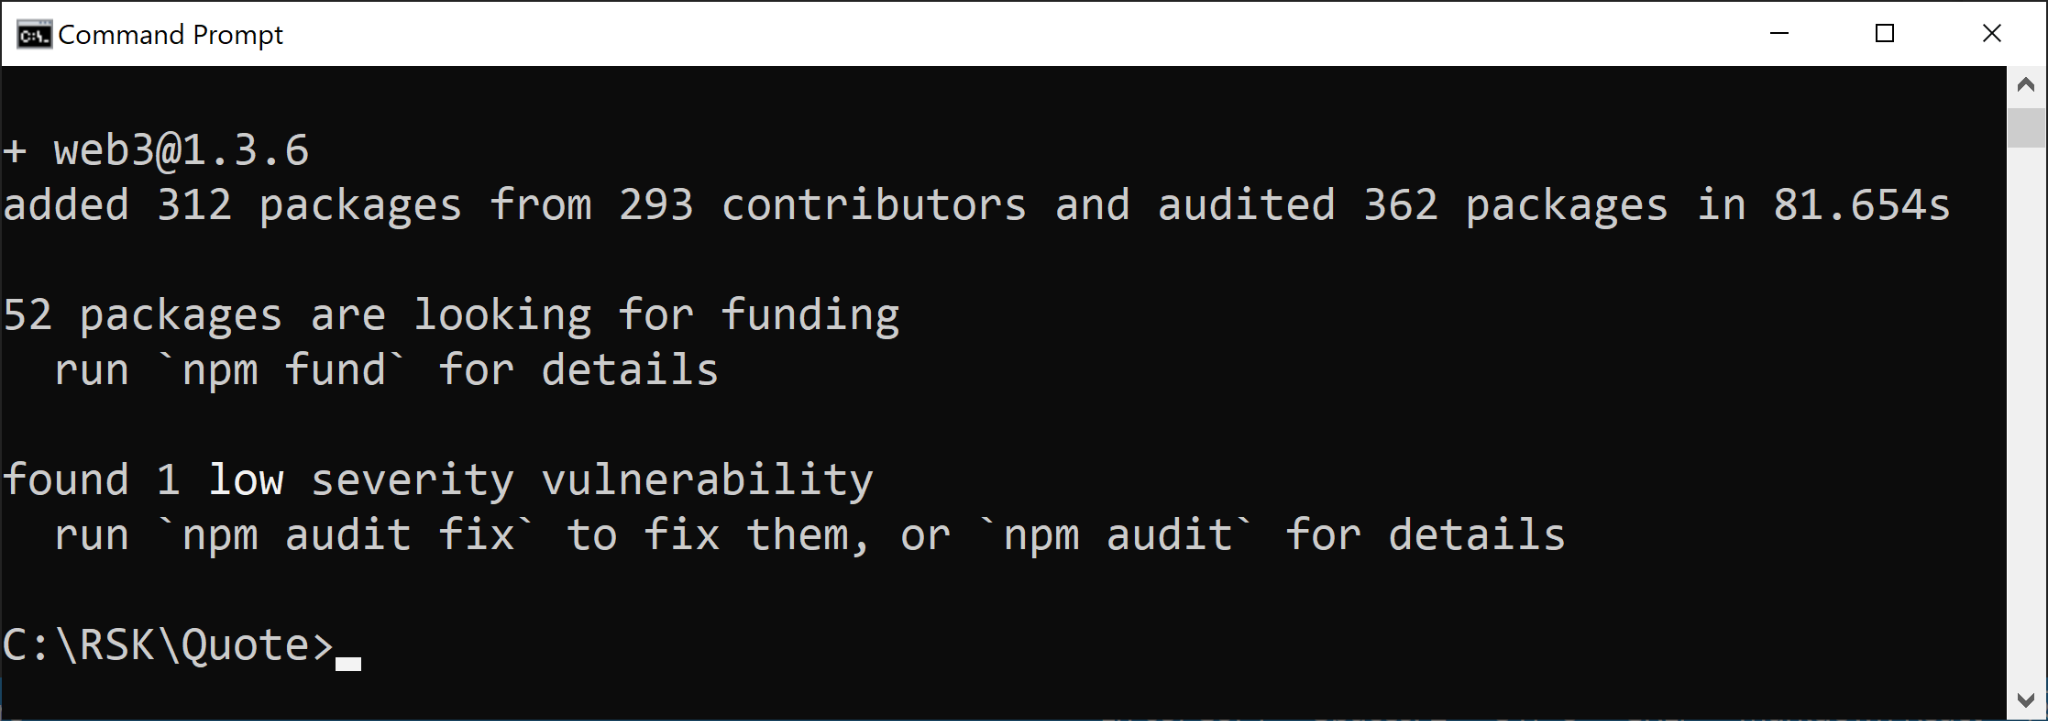 Command Prompt
+ web3@1.3.6
added 312 packages from 293 contributors and audited 362 packages in 81.654s
52 packages are looking for funding
  run `npm fund` for details
found 1 low severity vulnerability
  run `npm audit fix` to fix them, or `npm audit` for details
C:\RSK\Quote>